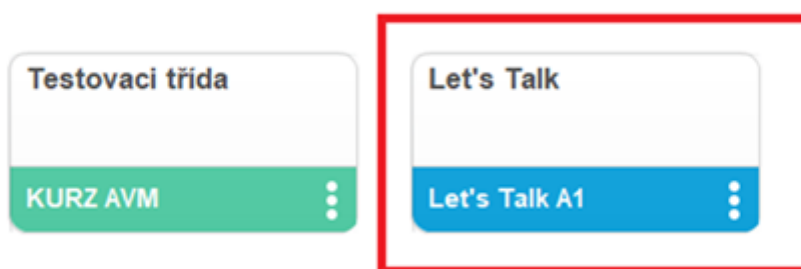 Testovaci třída
KURZ AVM
Let's Talk
Let's Talk A1